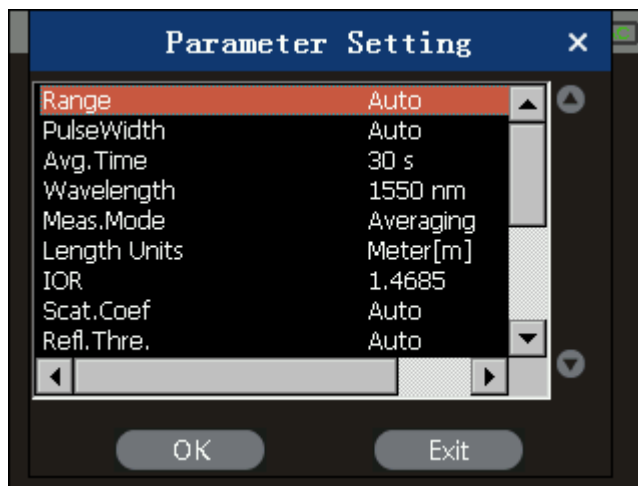 Parameter Setting
Range Auto
PulseWidth Auto
Avg.Time 30 s
Wavelength 1550 nm
Meas.Mode Averaging
Length Units Meter[m]
IOR 1.4685
Scat.Coef Auto
Refl.Thre. Auto
OK Exit